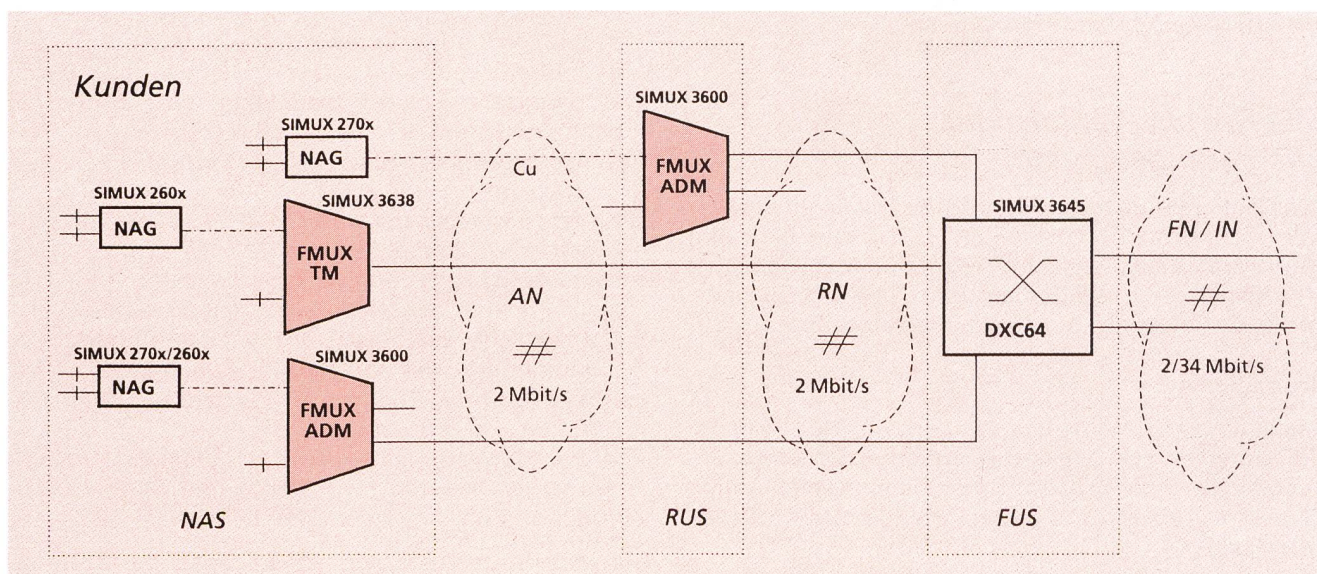 Kunden
SIMUX 270x
NAG
SIMUX 260x
NAG
SIMUX 3638
FMUX
TM
SIMUX 270x/260x
NAG
SIMUX 3600
FMUX
ADM
NAS
Cu
AN
2 Mbit/s
SIMUX 3600
FMUX
ADM
RUS
RN
2 Mbit/s
SIMUX 3645
DXC64
FUS
FN / IN
2/34 Mbit/s